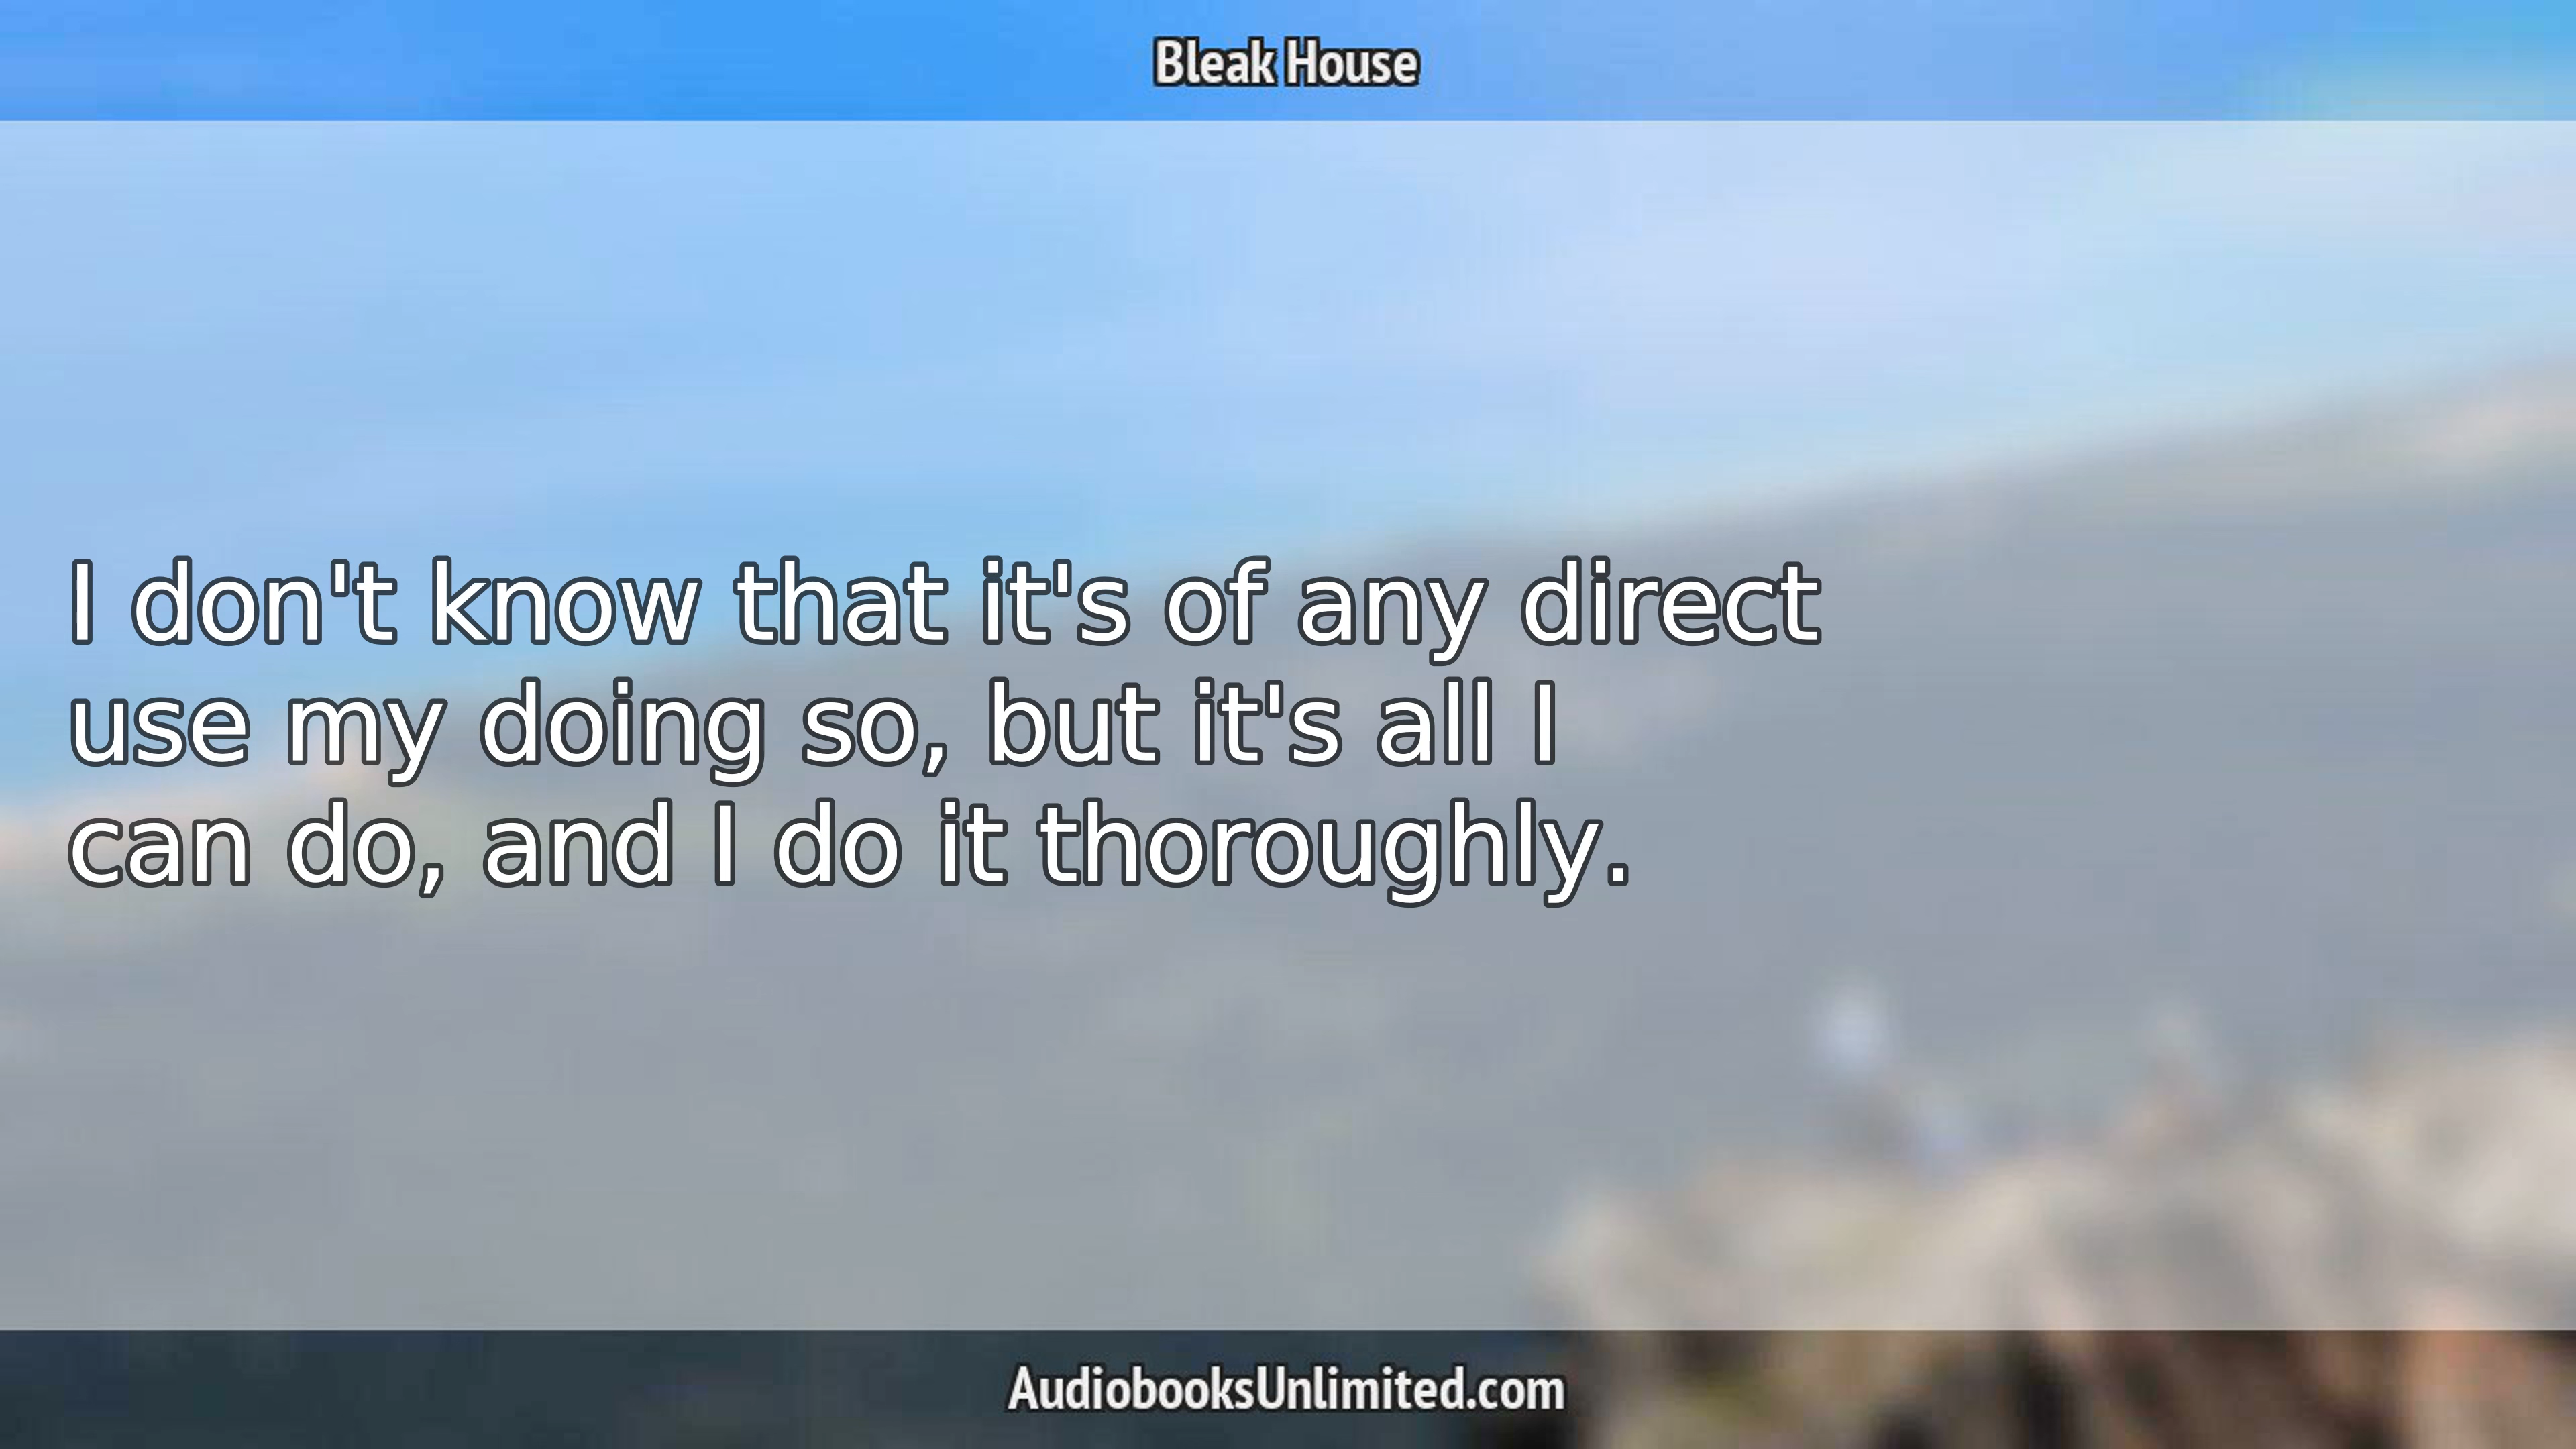 Bleak House
I don't know that it's of any direct
use my doing so, but it's all I
can do, and I do it thoroughly.
AudiobooksUnlimited.com